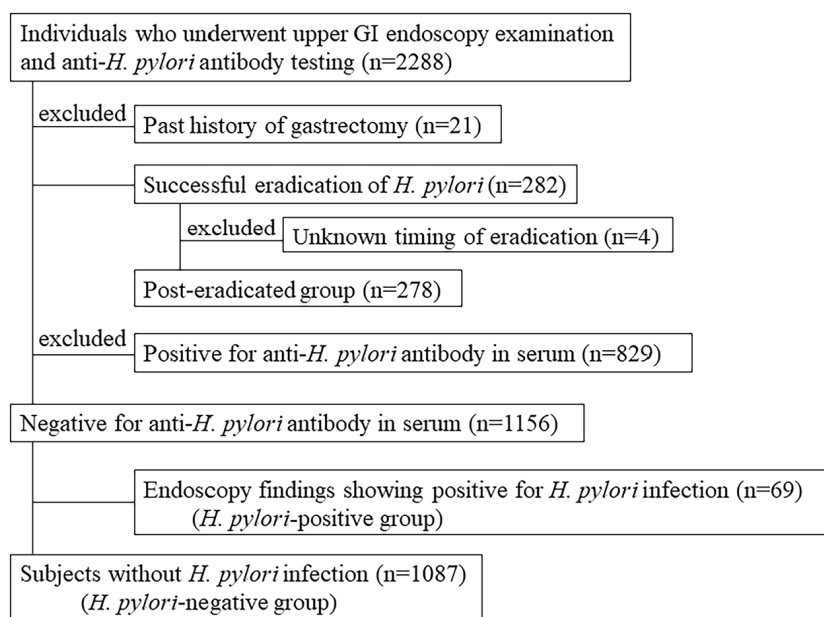 Individuals who underwent upper GI endoscopy examination
and anti-H. pylori antibody testing (n=2288)
excluded
Past history of gastrectomy (n=21)
Successful eradication of H. pylori (n=282)
excluded
Unknown timing of eradication (n=4)
Post-eradicated group (n=278)
excluded
Positive for anti-H. pylori antibody in serum (n=829)
Negative for anti-H. pylori antibody in serum (n=1156)
Endoscopy findings showing positive for H. pylori infection (n=69)
(H. pylori-positive group)
Subjects without H. pylori infection (n=1087)
(H. pylori-negative group)